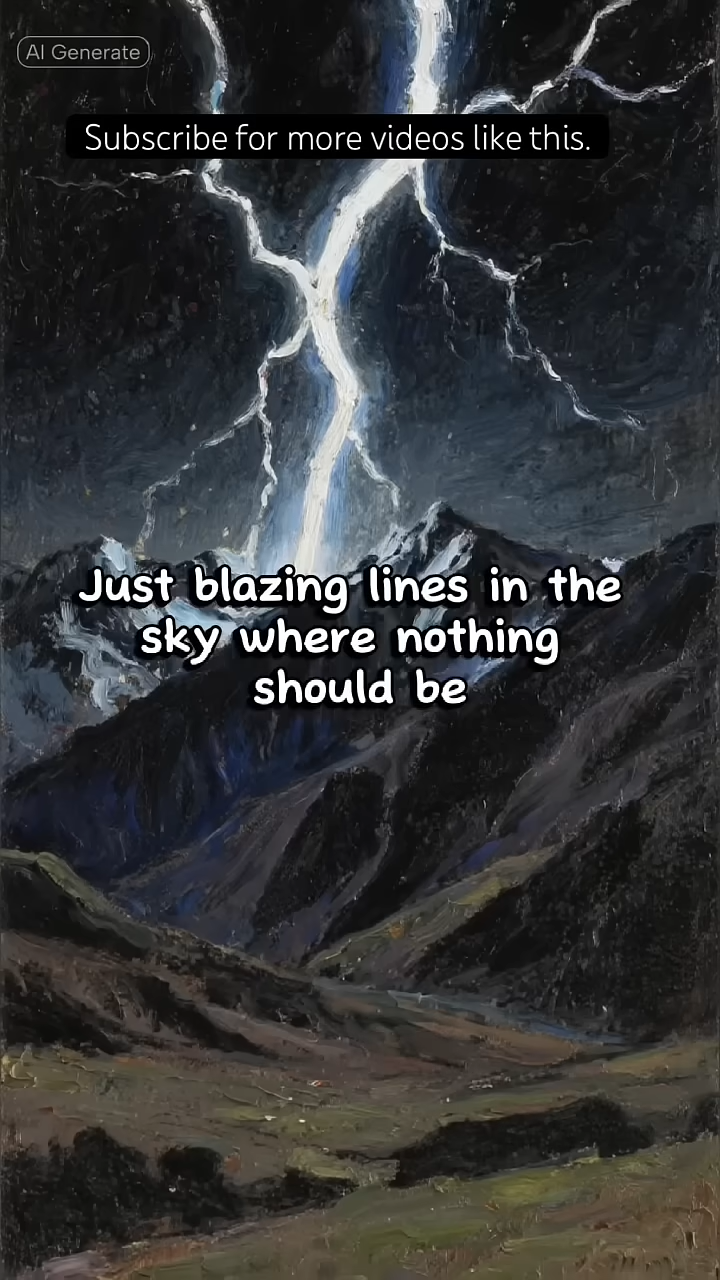 AI Generate
Subscribe for more videos like this.
Just blazing lines in the
sky where nothing
should be